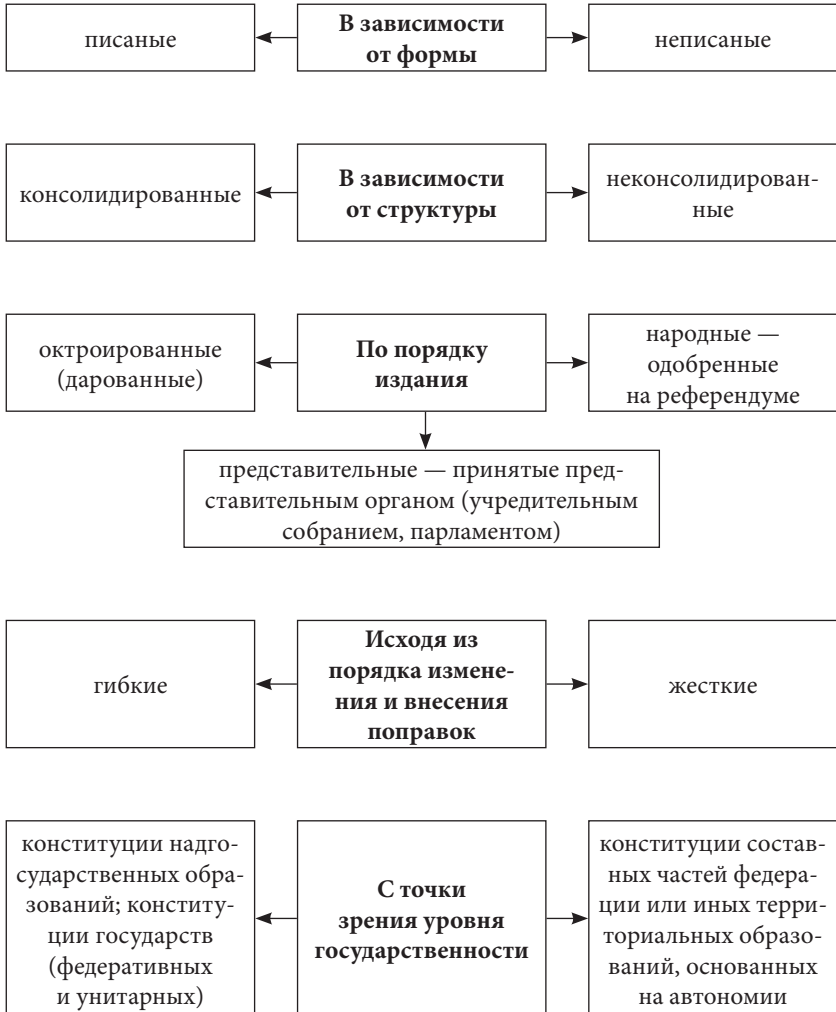 писаные
В зависимости
от формы
неписаные
консолидированные
В зависимости
от структуры
неконсолидирован-
ные
октроированные
(дарованные)
По порядку
издания
народные —
одобренные
на референдуме
представительные — принятые пред-
ставительным органом (учредительным
собранием, парламентом)
гибкие
Исходя из
порядка измене-
ния и внесения
поправок
жесткие
конституции надго-
сударственных обра-
зований; конститу-
ции государств
(федеративных
и унитарных)
С точки
зрения уровня
государственности
конституции состав-
ных частей федера-
ции или иных терри-
ториальных образо-
ваний, основанных
на автономии